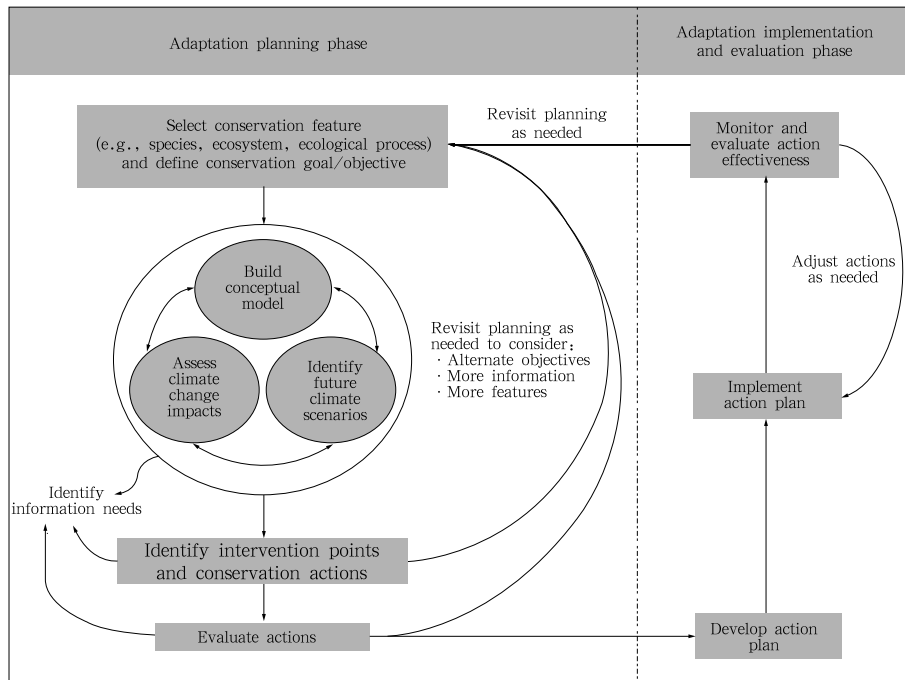 Adaptation planning phase
Adaptation implementation
and evaluation phase
Select conservation feature
(e.g., species, ecosystem, ecological process)
and define conservation goal/objective
Revisit planning
as needed
Monitor and
evaluate action
effectiveness
Build
conceptual
model
Adjust actions
as needed
Assess
climate
change
impacts
Identify
future
climate
scenarios
Revisit planning as
needed to consider:
· Alternate objectives
· More information
· More features
Implement
action plan
Identify
information needs
Identify intervention points
and conservation actions
Evaluate actions
Develop action
plan